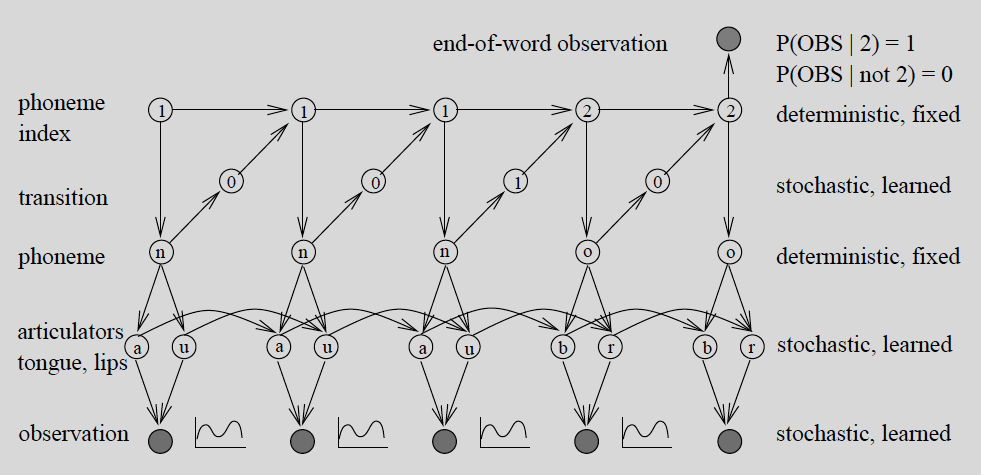 end-of-word observation P(OBS | 2) = 1
P(OBS | not 2) = 0
phoneme
index
1 1 1 2 2
deterministic, fixed
transition
0 0 1 0
stochastic, learned
phoneme
n n n o o
deterministic, fixed
articulators
tongue, lips
a u a u a u b r b r
stochastic, learned
observation
stochastic, learned